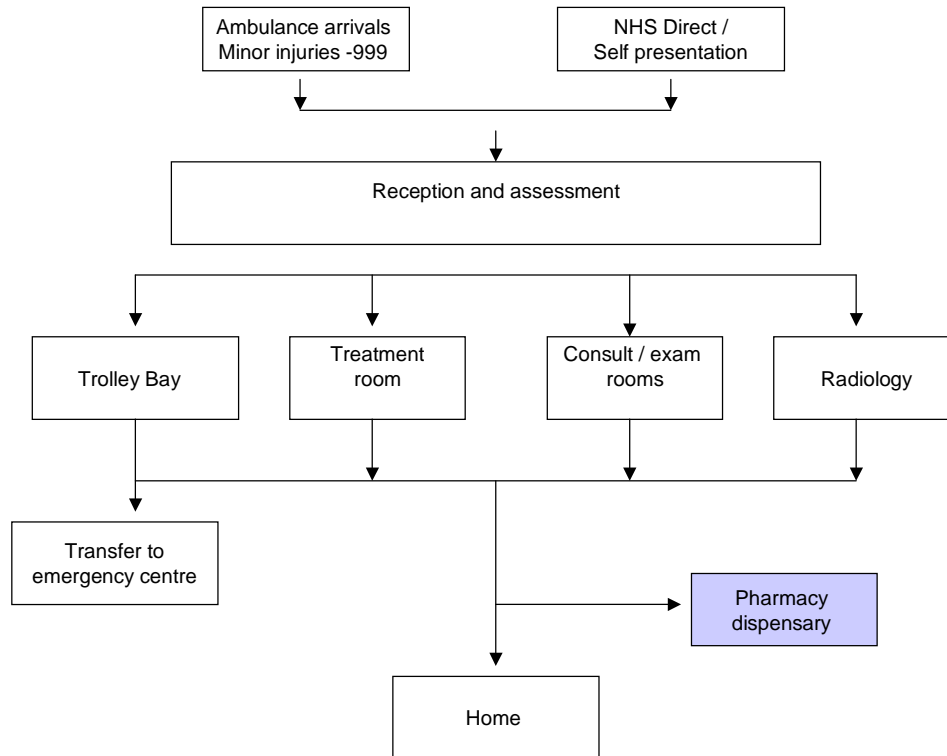 Ambulance arrivals
Minor injuries -999
NHS Direct /
Self presentation
Reception and assessment
Trolley Bay
Treatment
room
Consult / exam
rooms
Radiology
Transfer to
emergency centre
Pharmacy
dispensary
Home